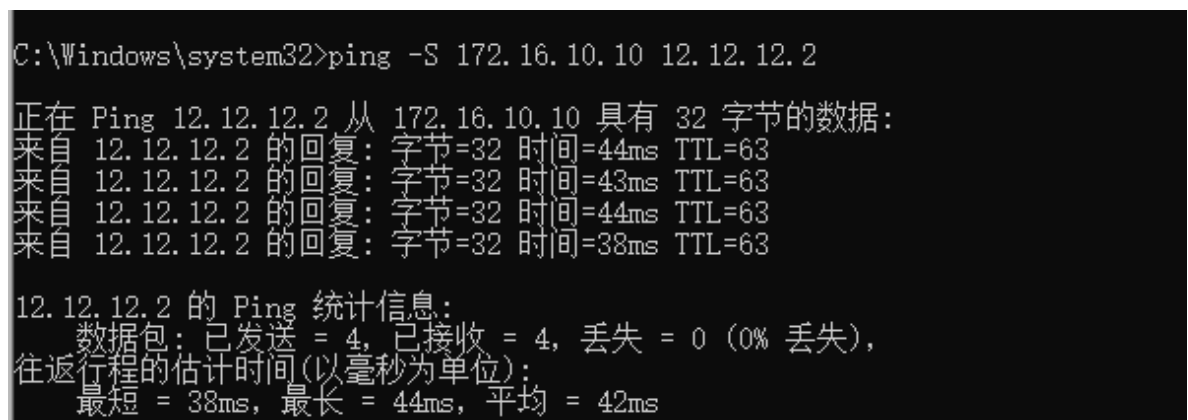 C:\Windows\system32>ping -S 172.16.10.10 12.12.12.2
正在 Ping 12.12.12.2 从 172.16.10.10 具有 32 字节的数据:
来自 12.12.12.2 的回复: 字节=32 时间=44ms TTL=63
来自 12.12.12.2 的回复: 字节=32 时间=43ms TTL=63
来自 12.12.12.2 的回复: 字节=32 时间=44ms TTL=63
来自 12.12.12.2 的回复: 字节=32 时间=38ms TTL=63
12.12.12.2 的 Ping 统计信息:
数据包: 已发送 = 4, 已接收 = 4, 丢失 = 0 (0% 丢失),
往返行程的估计时间(以毫秒为单位):
最短 = 38ms, 最长 = 44ms, 平均 = 42ms